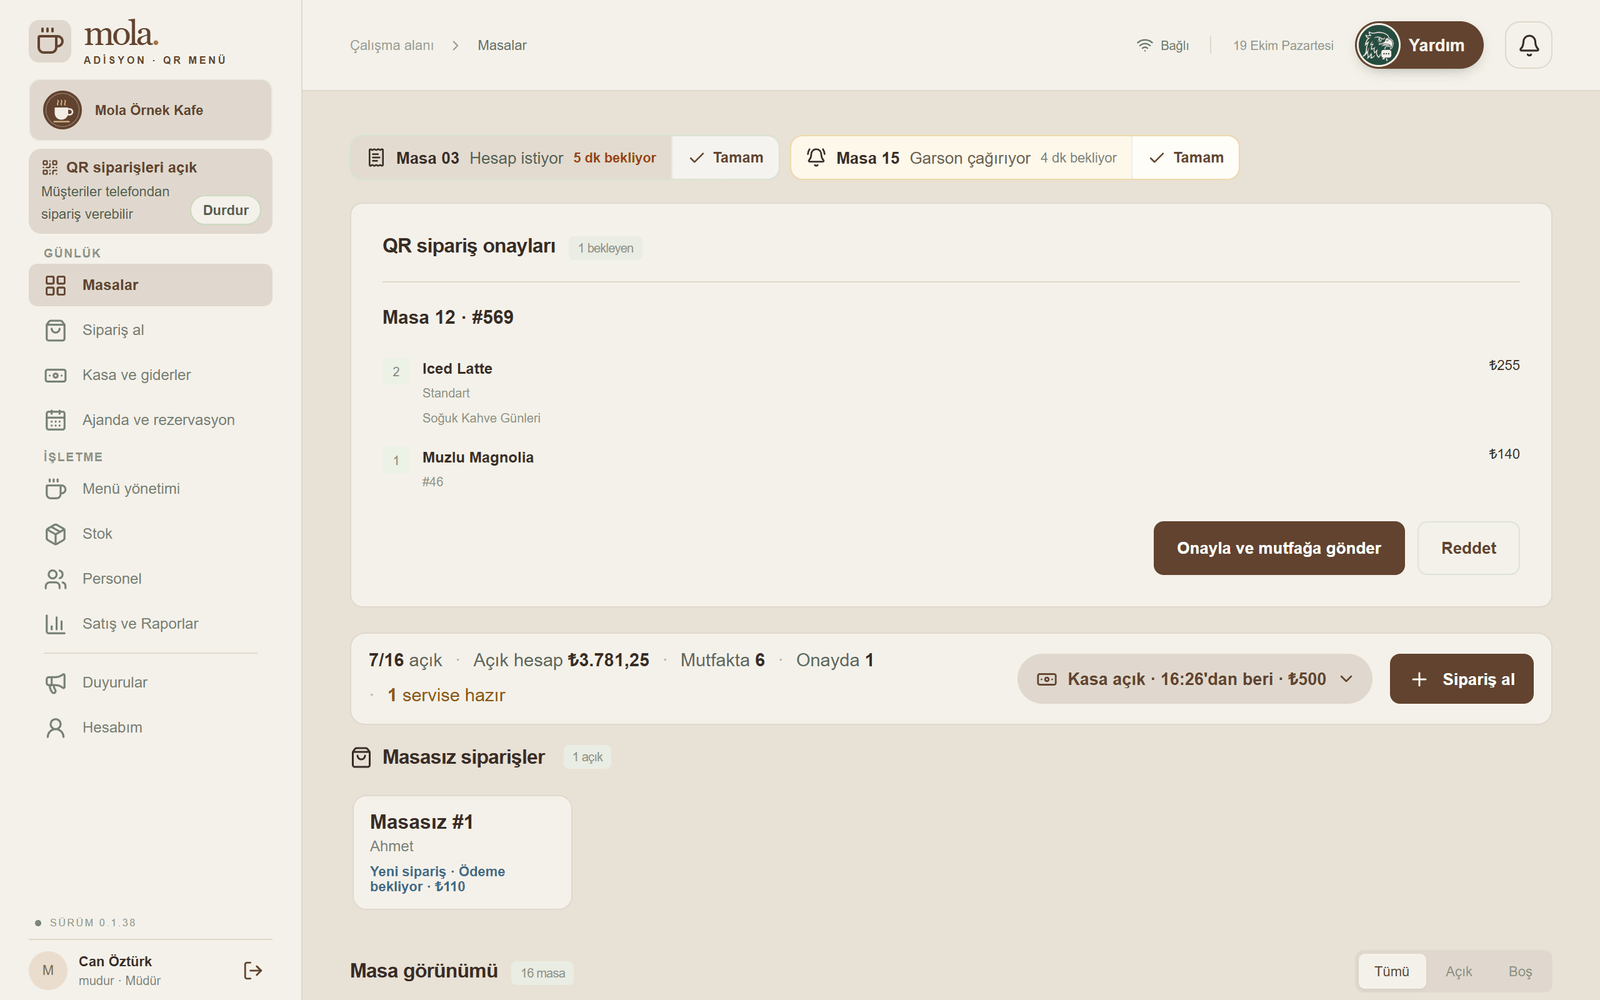 mola.
ADİSYON · QR MENÜ
Mola Örnek Kafe
QR siparişleri açık
Müşteriler telefondan
sipariş verebilir
Durdur
GÜNLÜK
Masalar
Sipariş al
Kasa ve giderler
Ajanda ve rezervasyon
İŞLETME
Menü yönetimi
Stok
Personel
Satış ve Raporlar
Duyurular
Hesabım
SÜRÜM 0.1.38
M
Can Öztürk
mudur · Müdür
Çalışma alanı > Masalar
Bağlı
19 Ekim Pazartesi
Yardım
Masa 03 Hesap istiyor 5 dk bekliyor Tamam
Masa 15 Garson çağırıyor 4 dk bekliyor Tamam
QR sipariş onayları 1 bekleyen
Masa 12 · #569
2 Iced Latte ₺255
Standart
Soğuk Kahve Günleri
1 Muzlu Magnolia ₺140
#46
Onayla ve mutfağa gönder
Reddet
7/16 açık · Açık hesap ₺3.781,25 · Mutfakta 6 · Onayda 1
· 1 servise hazır
Kasa açık · 16:26'dan beri · ₺500
+ Sipariş al
Masasız siparişler 1 açık
Masasız #1
Ahmet
Yeni sipariş · Ödeme
bekliyor · ₺110
Masa görünümü 16 masa
Tümü Açık Boş